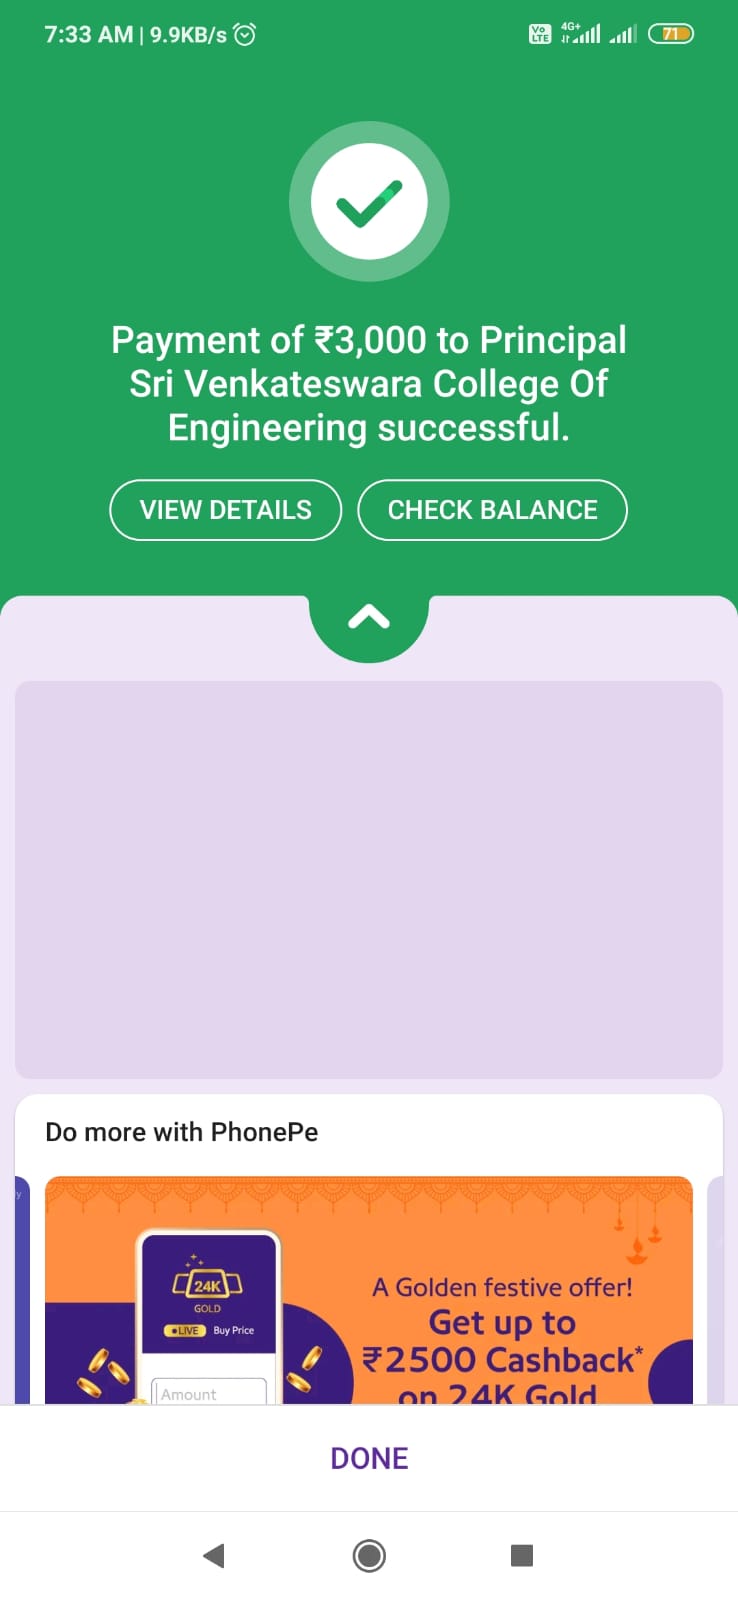 7:33 AM | 9.9KB/s
Vo LTE 4G+ 71
Payment of ₹3,000 to Principal
Sri Venkateswara College Of
Engineering successful.
VIEW DETAILS CHECK BALANCE
Do more with PhonePe
y
24K
GOLD
LIVE Buy Price
Amount
A Golden festive offer!
Get up to
₹2500 Cashback*
on 24K Gold
DONE